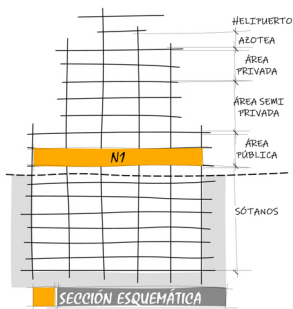 HELIPUERTO
AZOTEA
ÁREA
PRIVADA
ÁREA SEMI
PRIVADA
ÁREA
PÚBLICA
N1
SÓTANOS
SECCIÓN ESQUEMÁTICA